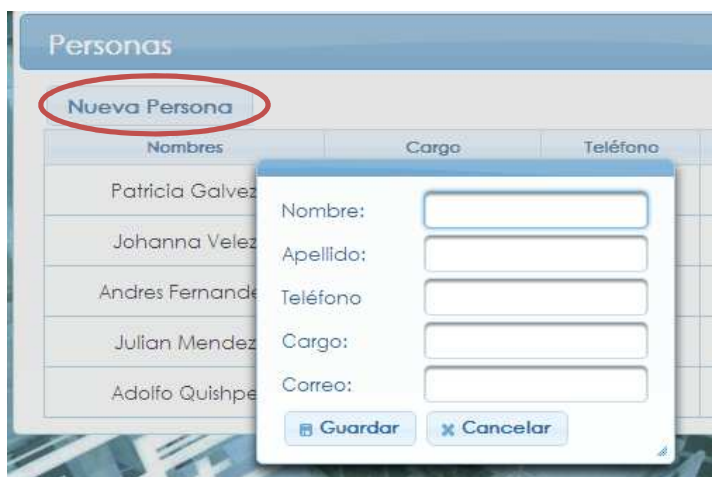 Personas
Nueva Persona
Nombres Cargo Teléfono
Patricia Galvez
Johanna Velez
Andres Fernande
Julian Mendez
Adolfo Quishpe
Nombre:
Apellido:
Teléfono
Cargo:
Correo:
Guardar Cancelar